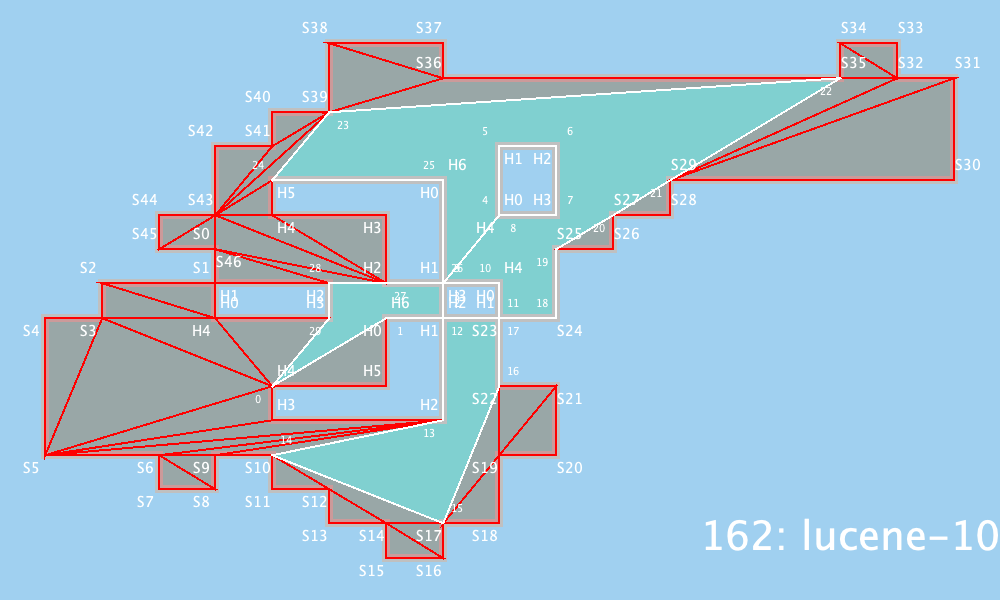 S38 S37 S34 S33
S36 S35 S32 S31
22
S40 S39
23 5 6
S42 S41
24 25 H6 H1 H2 S29 S30
H5 H0 4 H0 H3 7 21
S44 S43 S27 S28
H4 H3 H4 8 20
S45 S0 S25 S26
S46 19
S2 S1 28 H2 H1 26 10 H4
H1 H2 27 H3 H0
H0 H3 H6 H2 H1 11 18
S4 S3 H4 29 H0 1 H1 12 S23 17 S24
H4 H5 16
0 H3 H2 S22 S21
14 13
S5 S6 S9 S10 S19 S20
S7 S8 S11 S12
15
S13 S14 S17 S18
162: lucene-10
S15 S16